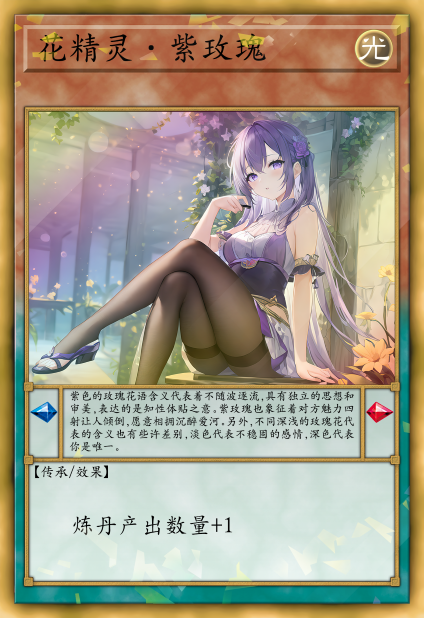 花精灵·紫玫瑰
光
紫色的玫瑰花语含义代表着不随波逐流,具有独立的思想和
审美,表达的是知性体贴之意。紫玫瑰也象征着对方魅力四
射让人倾倒,愿意相拥沉醉爱河。另外,不同深浅的玫瑰花代
表的含义也有些许差别,淡色代表不稳固的感情,深色代表
你是唯一。
【传承/效果】
炼丹产出数量+1